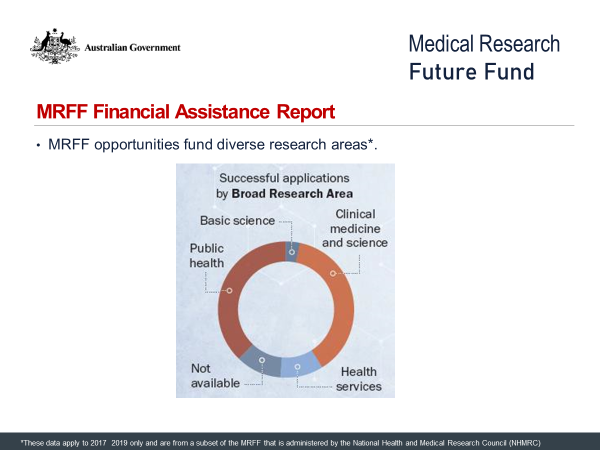 Australian Government
Medical Research
Future Fund
MRFF Financial Assistance Report
• MRFF opportunities fund diverse research areas*.
Successful applications
by Broad Research Area
Basic science
Clinical
medicine
and science
Public
health
Not
available
Health
services
*These data apply to 2017 2019 only and are from a subset of the MRFF that is administered by the National Health and Medical Research Council (NHMRC)